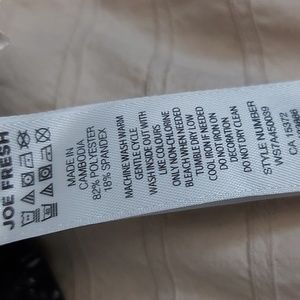 JOE FRESH
MADE IN
CAMBODIA
82% POLYESTER
18% SPANDEX
MACHINE WASH WARM
GENTLE CYCLE
WASH INSIDE OUT WITH
LIKE COLOURS
ONLY NON-CHLORINE
BLEACH WHEN NEEDED
TUMBLE DRY LOW
COOL IRON IF NEEDED
DO NOT IRON
DECORATION
DO NOT DRY CLEAN
STYLE NUMBER
CA